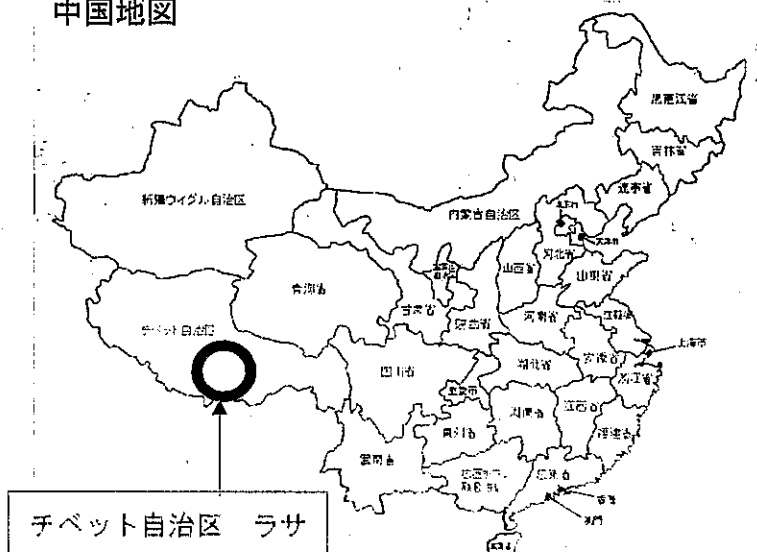 中国地図
黒龍江省
吉林省
遼寧省
新疆ウイグル自治区
内蒙古自治区
北京市
天津市
河北省
山西省
山東省
青海省
甘粛省
陝西省
河南省
江蘇省
チベット自治区
上海市
安徽省
湖北省
四川省
重慶市
浙江省
江西省
湖南省
貴州省
福建省
雲南省
広東省
香港
澳門
チベット自治区 ラサ